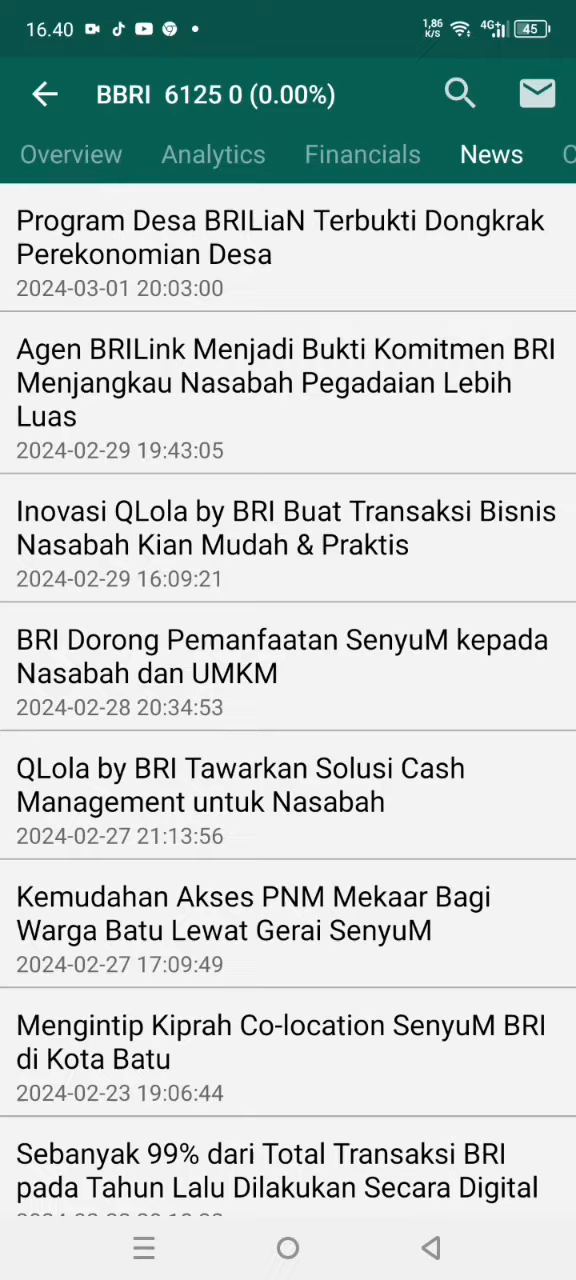 16.40
1,86
K/S
4G+
45
BBRI 6125 0 (0.00%)
Overview Analytics Financials News
Program Desa BRILiaN Terbukti Dongkrak
Perekonomian Desa
2024-03-01 20:03:00
Agen BRILink Menjadi Bukti Komitmen BRI
Menjangkau Nasabah Pegadaian Lebih
Luas
2024-02-29 19:43:05
Inovasi QLola by BRI Buat Transaksi Bisnis
Nasabah Kian Mudah & Praktis
2024-02-29 16:09:21
BRI Dorong Pemanfaatan SenyuM kepada
Nasabah dan UMKM
2024-02-28 20:34:53
QLola by BRI Tawarkan Solusi Cash
Management untuk Nasabah
2024-02-27 21:13:56
Kemudahan Akses PNM Mekaar Bagi
Warga Batu Lewat Gerai SenyuM
2024-02-27 17:09:49
Mengintip Kiprah Co-location SenyuM BRI
di Kota Batu
2024-02-23 19:06:44
Sebanyak 99% dari Total Transaksi BRI
pada Tahun Lalu Dilakukan Secara Digital